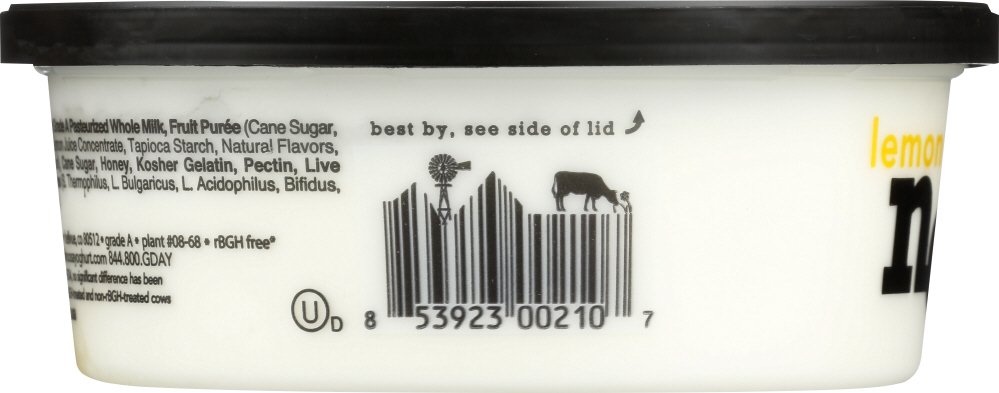 A Pasteurized Whole Milk, Fruit Purée (Cane Sugar,
Juice Concentrate, Tapioca Starch, Natural Flavors,
Cane Sugar, Honey, Kosher Gelatin, Pectin, Live
Thermophilus, L. Bulgaricus, L. Acidophilus, Bifidus,
co 80512 • grade A • plant #08-68 • rBGH free*
844.800.GDAY
no significant difference has been
and non-rBGH-treated cows
best by, see side of lid
U D
8 53923 00210 7
lemon
n